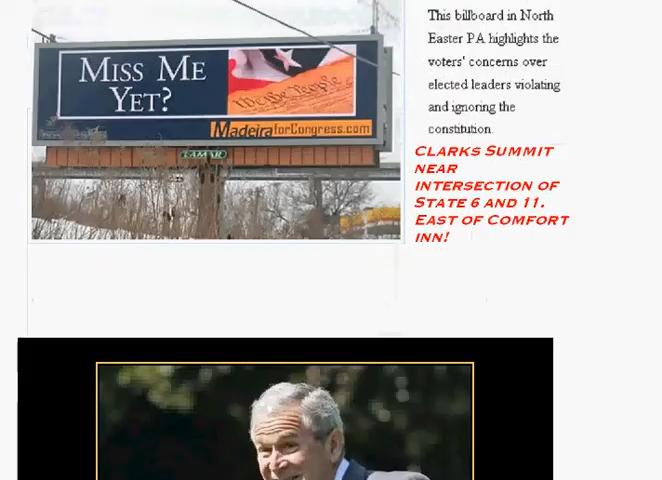 Miss Me
Yet?
We the People
MadeiraforCongress.com
LAMAR
This billboard in North
Easter PA highlights the
voters' concerns over
elected leaders violating
and ignoring the
constitution.
Clarks Summit
near
intersection of
State 6 and 11.
East of Comfort
inn!